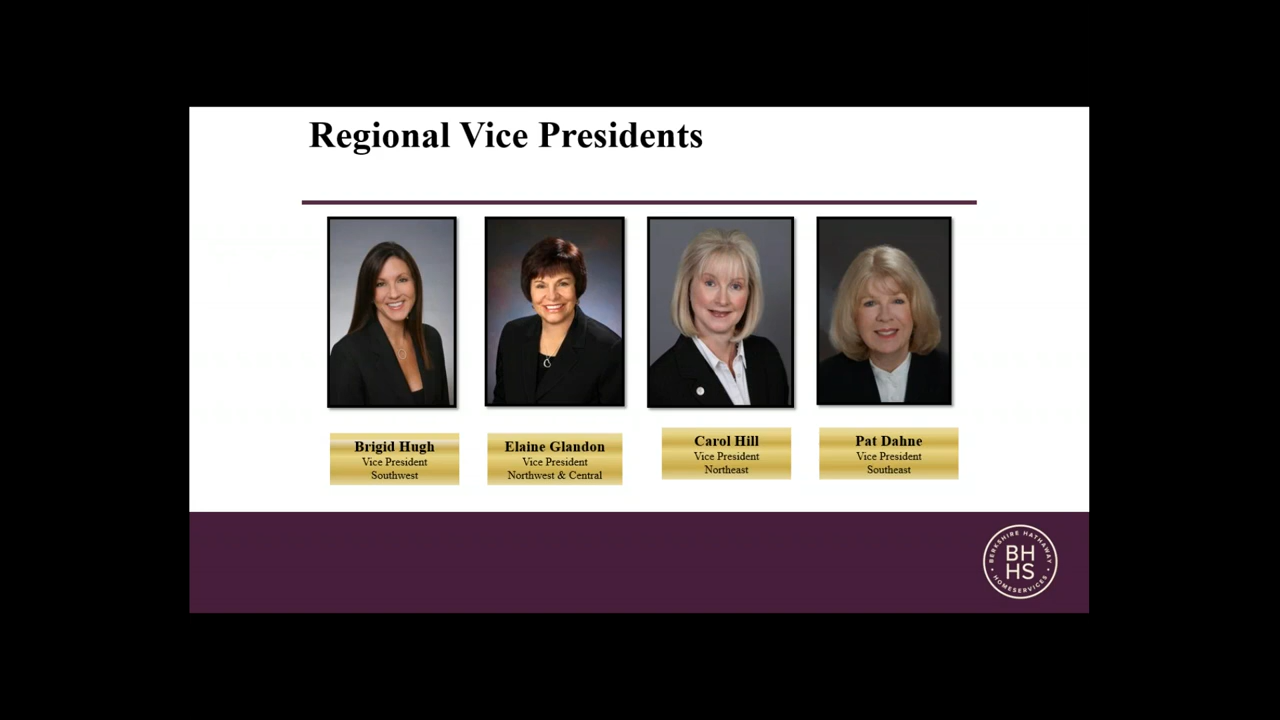 Regional Vice Presidents
Brigid Hugh
Vice President
Southwest
Elaine Glandon
Vice President
Northwest & Central
Carol Hill
Vice President
Northeast
Pat Dahne
Vice President
Southeast
BERKSHIRE HATHAWAY
BH
HS
HOMESERVICES